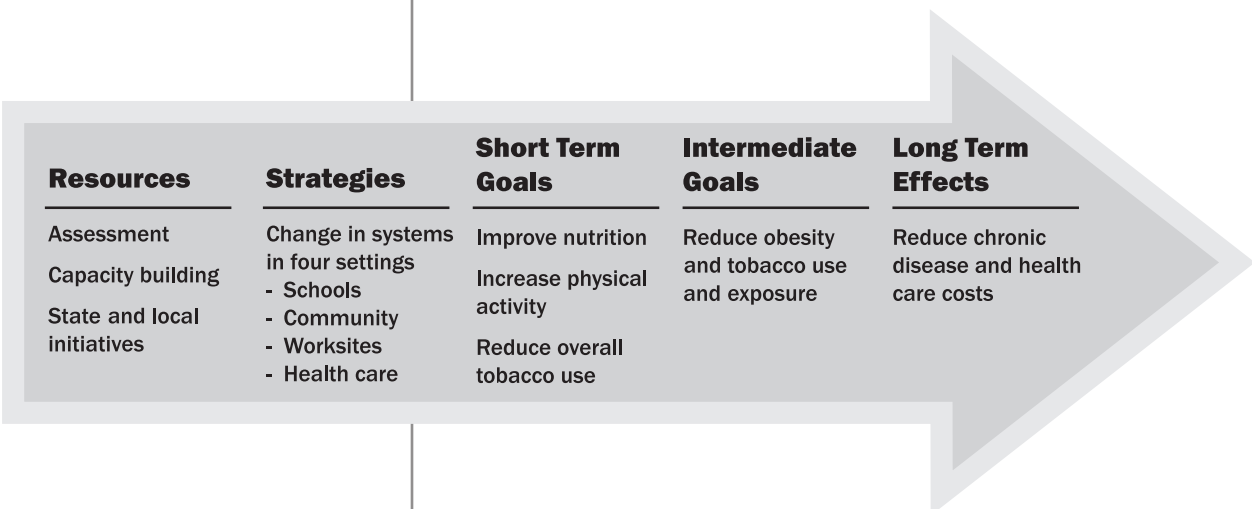 Resources
Assessment
Capacity building
State and local
initiatives
Strategies
Change in systems
in four settings
- Schools
- Community
- Worksites
- Health care
Short Term
Goals
Improve nutrition
Increase physical
activity
Reduce overall
tobacco use
Intermediate
Goals
Reduce obesity
and tobacco use
and exposure
Long Term
Effects
Reduce chronic
disease and health
care costs